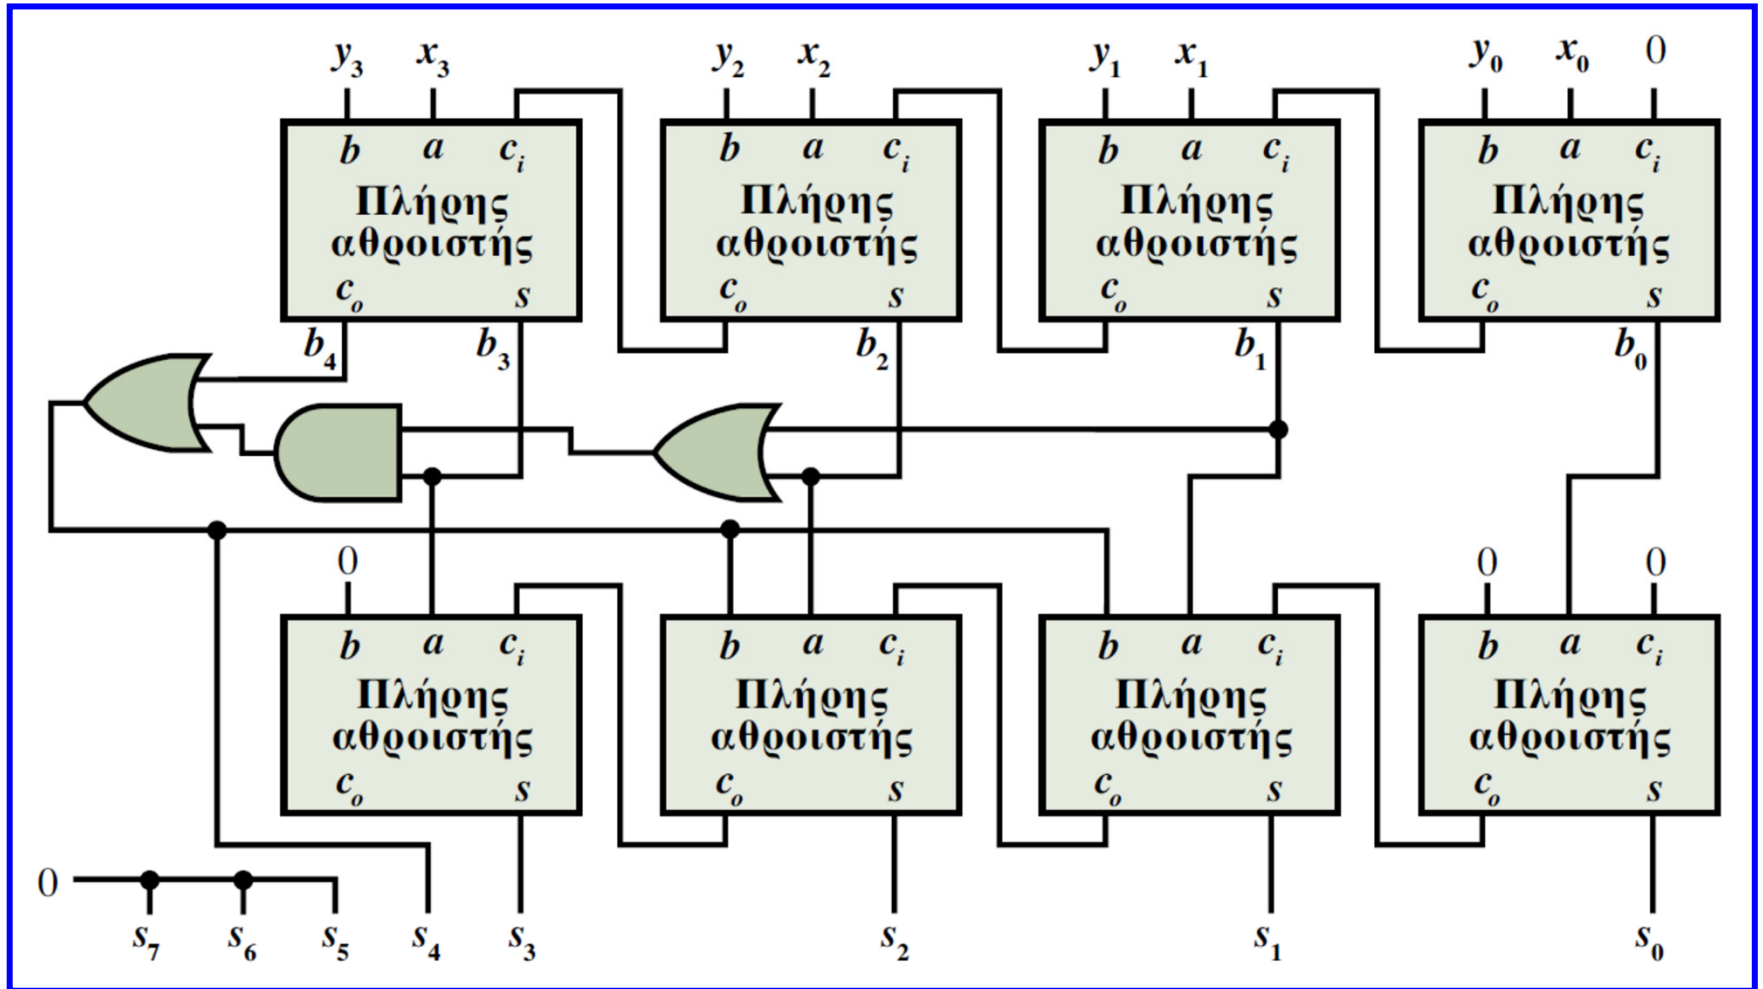 y3 x3 y2 x2 y1 x1 y0 x0 0
b a ci b a ci b a ci b a ci
Πλήρης Πλήρης Πλήρης Πλήρης
αθροιστής αθροιστής αθροιστής αθροιστής
co s co s co s co s
b4 b3 b2 b1 b0
0 0 0
b a ci b a ci b a ci b a ci
Πλήρης Πλήρης Πλήρης Πλήρης
αθροιστής αθροιστής αθροιστής αθροιστής
co s co s co s co s
0
s7 s6 s5 s4 s3 s2 s1 s0